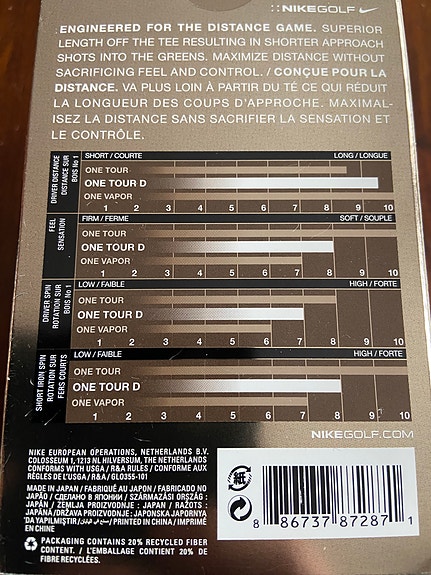 NIKEGOLF
ENGINEERED FOR THE DISTANCE GAME. SUPERIOR
LENGTH OFF THE TEE RESULTING IN SHORTER APPROACH
SHOTS INTO THE GREENS. MAXIMIZE DISTANCE WITHOUT
SACRIFICING FEEL AND CONTROL. / CONÇUE POUR LA
DISTANCE. VA PLUS LOIN À PARTIR DU TÉ CE QUI RÉDUIT
LA LONGUEUR DES COUPS D'APPROCHE. MAXIMAL-
ISEZ LA DISTANCE SANS SACRIFIER LA SENSATION ET
LE CONTRÔLE.
DRIVER DISTANCE
DISTANCE SUR
BOIS No 1
SHORT / COURTE LONG / LONGUE
ONE TOUR
ONE TOUR D
ONE VAPOR
1 2 3 4 5 6 7 8 9 10
FEEL
SENSATION
FIRM / FERME SOFT / SOUPLE
ONE TOUR
ONE TOUR D
ONE VAPOR
1 2 3 4 5 6 7 8 9 10
DRIVER SPIN
ROTATION SUR
BOIS No 1
LOW / FAIBLE HIGH / FORTE
ONE TOUR
ONE TOUR D
ONE VAPOR
1 2 3 4 5 6 7 8 9 10
SHORT IRON SPIN
ROTATION SUR
FERS COURTS
LOW / FAIBLE HIGH / FORTE
ONE TOUR
ONE TOUR D
ONE VAPOR
1 2 3 4 5 6 7 8 9 10
NIKEGOLF.COM
NIKE EUROPEAN OPERATIONS, NETHERLANDS B.V.
COLOSSEUM 1, 1213 NL HILVERSUM, THE NETHERLANDS
CONFORMS WITH USGA / R&A RULES / CONFORME AUX
RÈGLES DE L'USGA / R&A / GL0355-101
MADE IN JAPAN / FABRIQUÉ AU JAPON / FABRICADO NO
JAPÃO / СДЕЛАНО В ЯПОНИИ / SZÁRMAZÁSI ORSZÁG :
JAPÁN / ZEMLJA PROIZVODNJE : JAPAN / RAŽOTS :
JAPĀNĀ / DRŽAVA PROIZVODNJE: JAPONSKA JAPORNYA
'DA YAPILMIŞTIR / صنع في اليابان / PRINTED IN CHINA / IMPRIMÉ
EN CHINE
PACKAGING CONTAINS 20% RECYCLED FIBER
CONTENT. / L'EMBALLAGE CONTIENT 20% DE
FIBRE RECYCLÉES.
紙
8 86737 87287 1